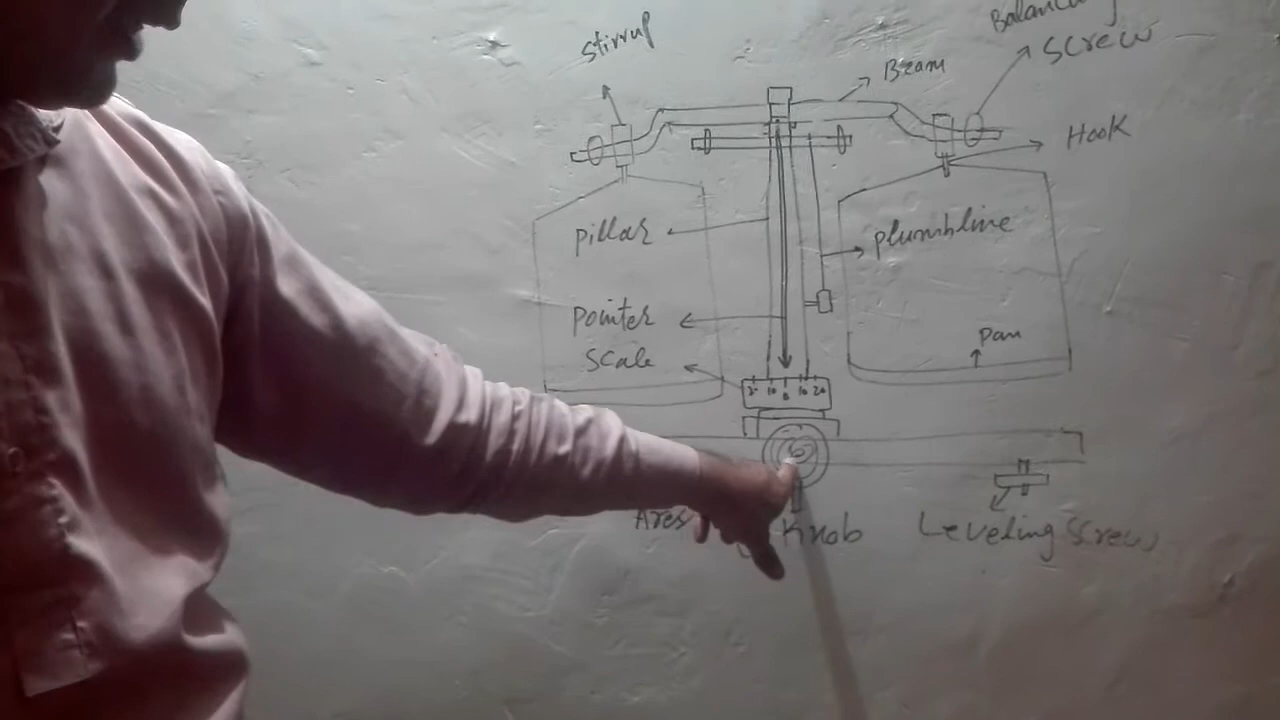 Stirrup
Beam
Screw
Hook
pillar
plumbline
pointer
Scale
pan
10 0 10 20
Knob
Leveling Screw